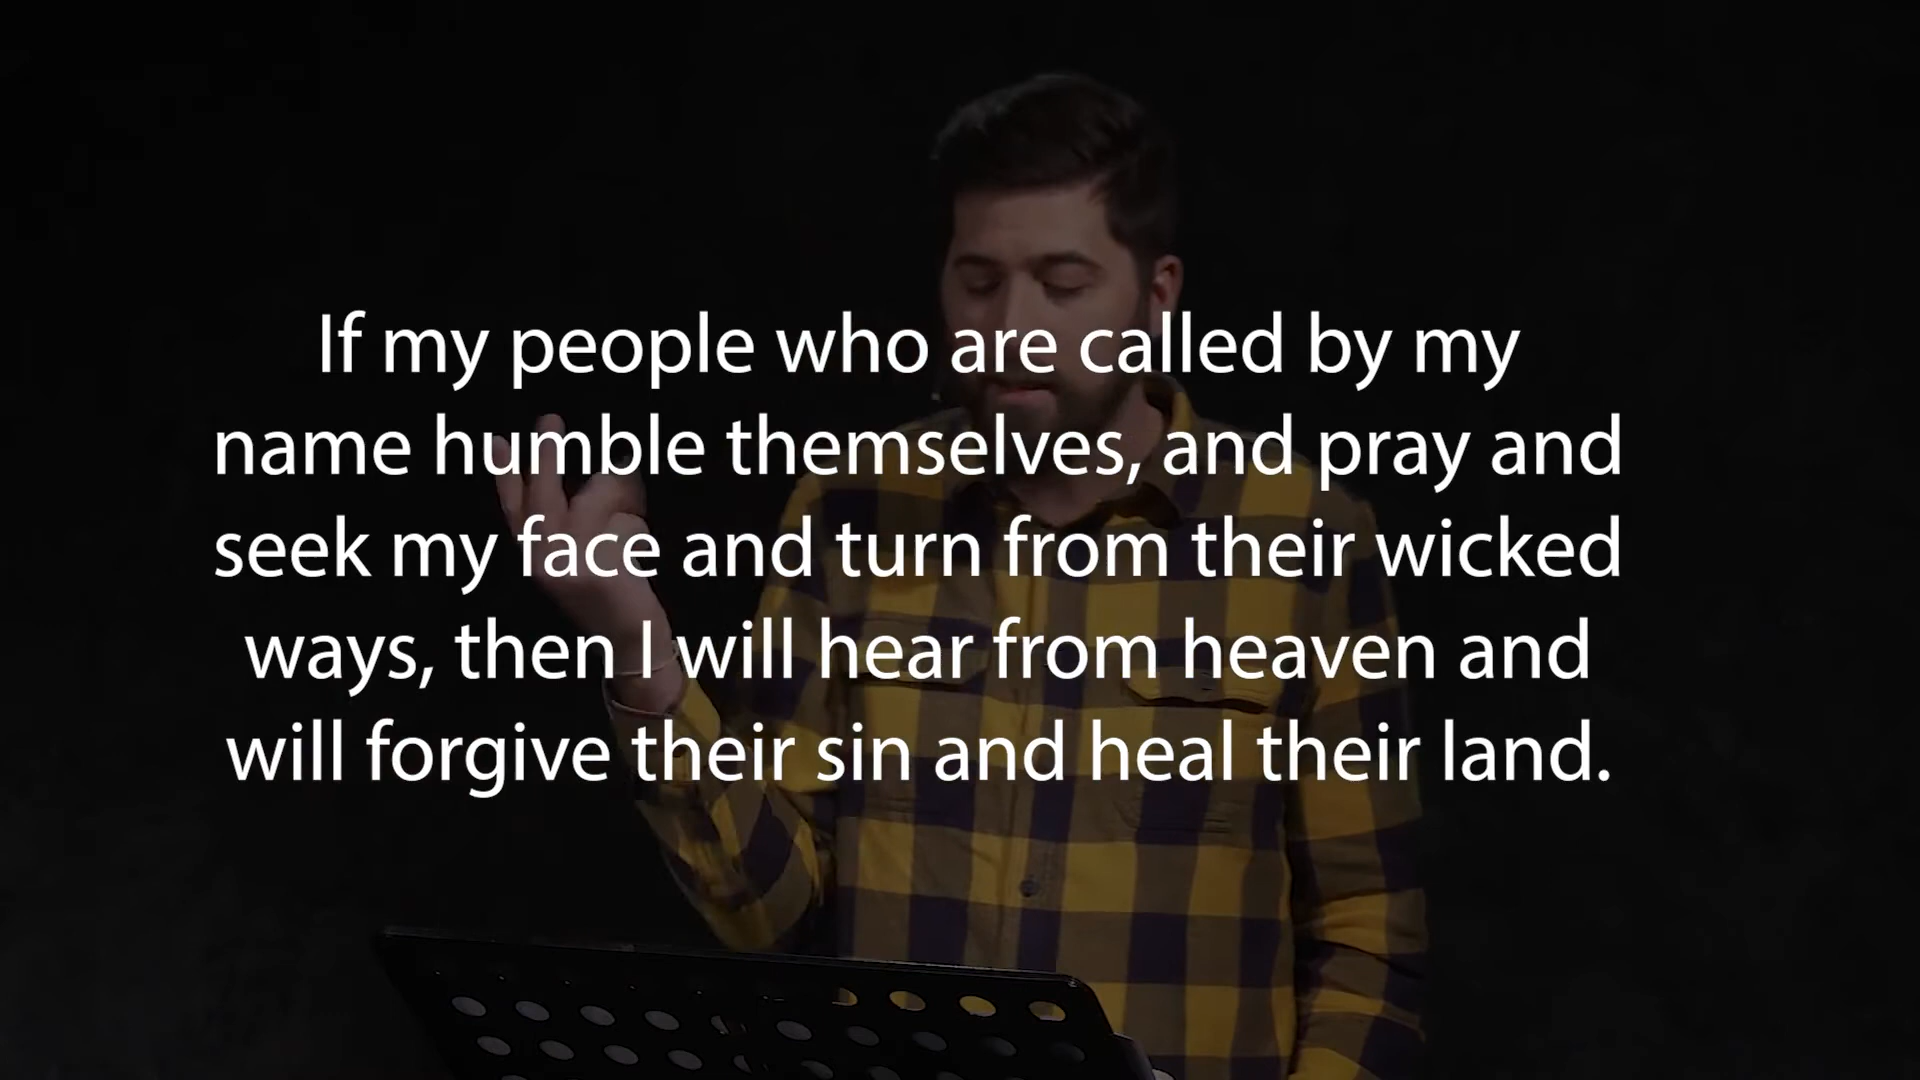 If my people who are called by my
name humble themselves, and pray and
seek my face and turn from their wicked
ways, then I will hear from heaven and
will forgive their sin and heal their land.